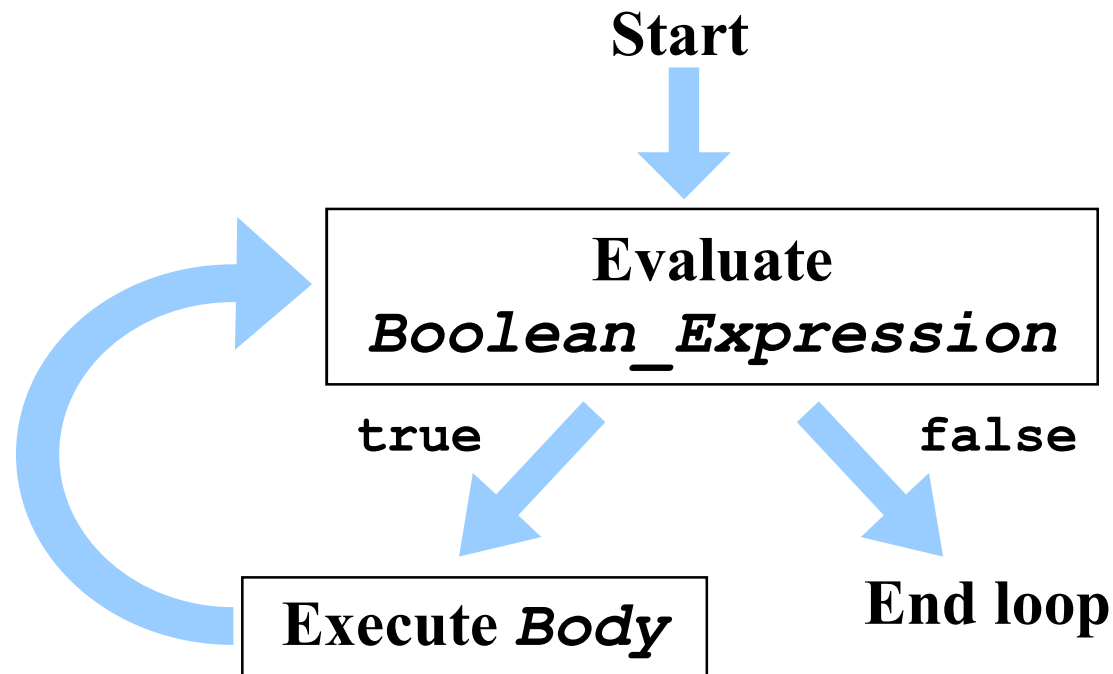 Start
Evaluate
Boolean_Expression
true
false
Execute Body
End loop